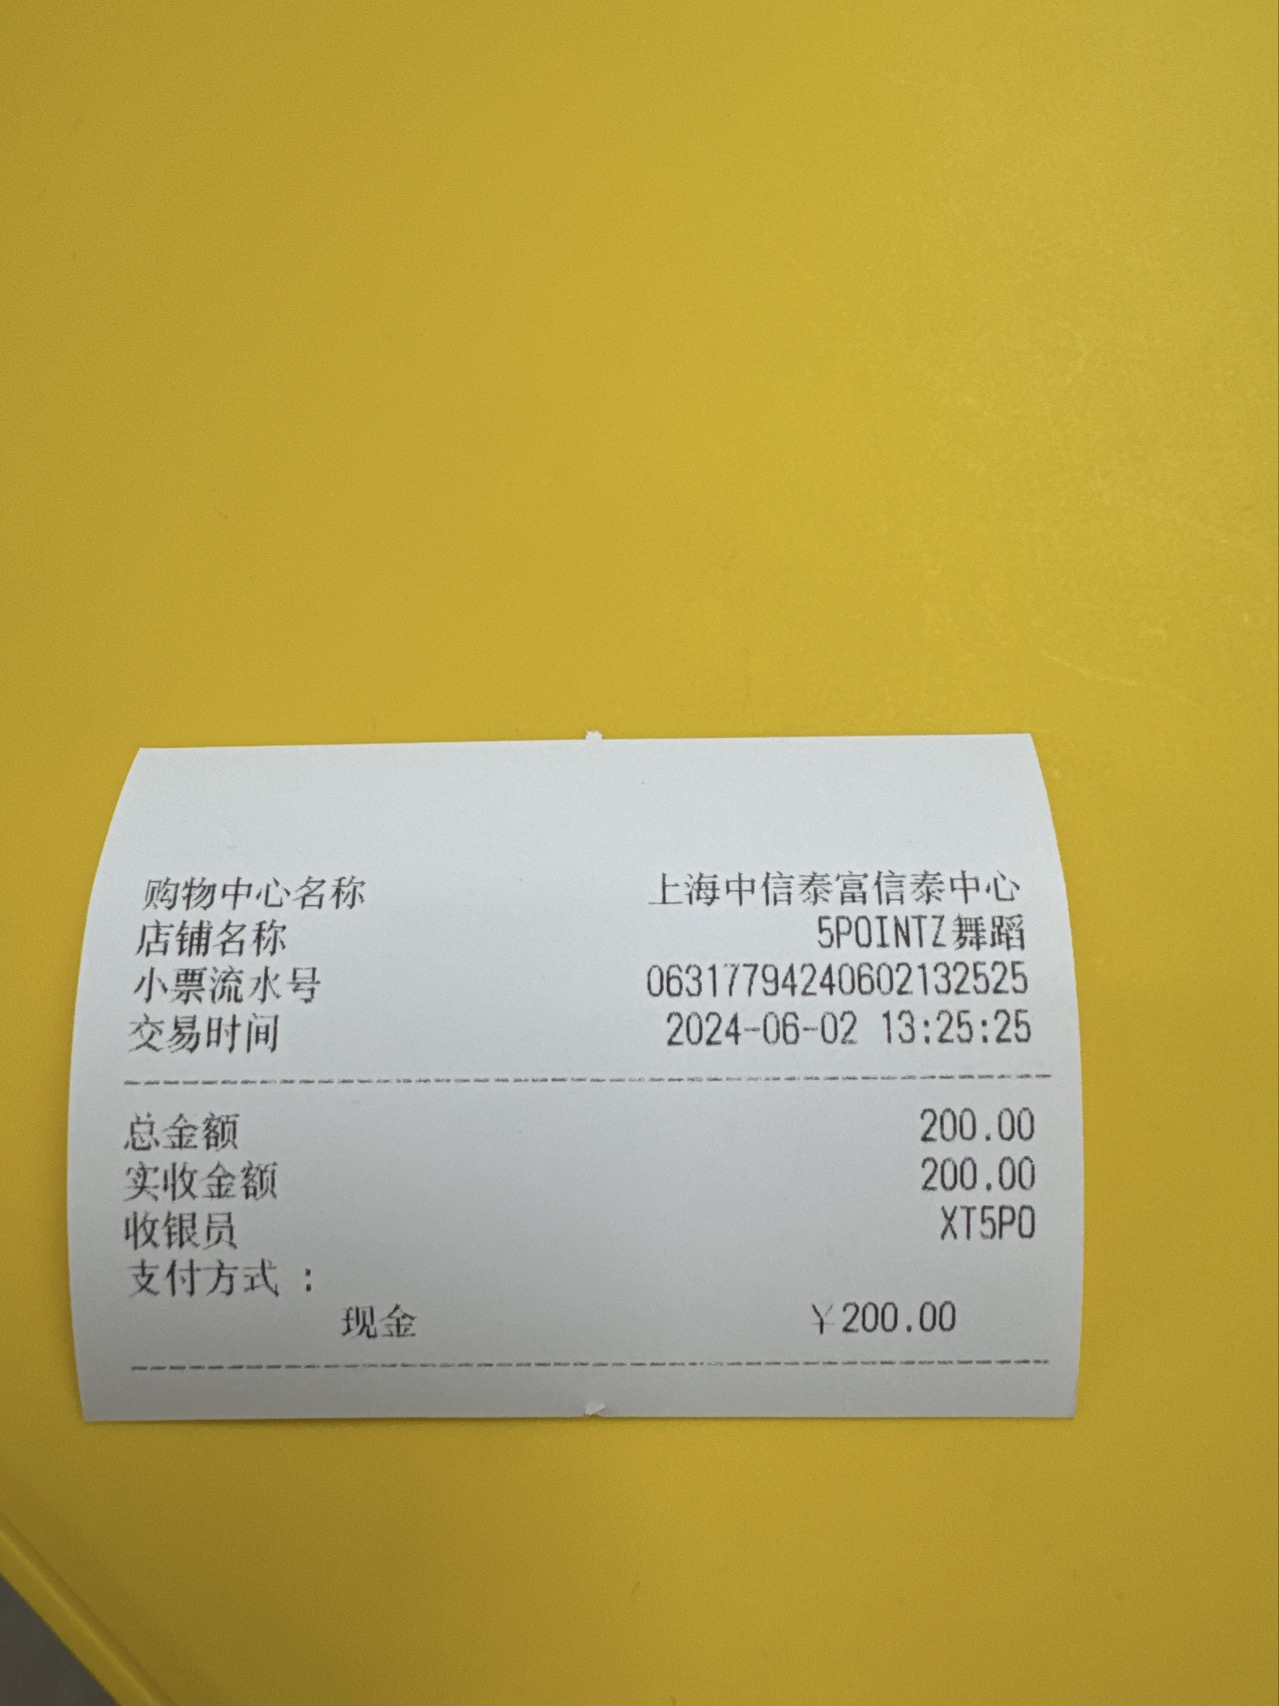 购物中心名称 上海中信泰富信泰中心
店铺名称 5POINTZ舞蹈
小票流水号 06317794240602132525
交易时间 2024-06-02 13:25:25
总金额 200.00
实收金额 200.00
收银员 XT5PO
支付方式 :
现金 ¥200.00